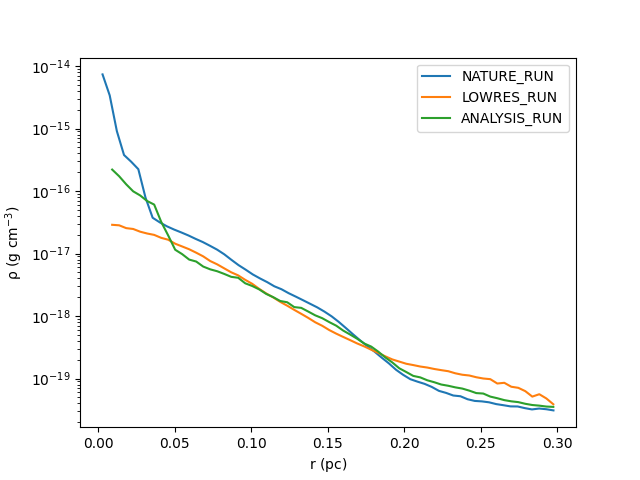 NATURE_RUN
LOWRES_RUN
ANALYSIS_RUN
10⁻¹⁴
10⁻¹⁵
10⁻¹⁶
10⁻¹⁷
10⁻¹⁸
10⁻¹⁹
ρ (g cm⁻³)
0.00 0.05 0.10 0.15 0.20 0.25 0.30
r (pc)